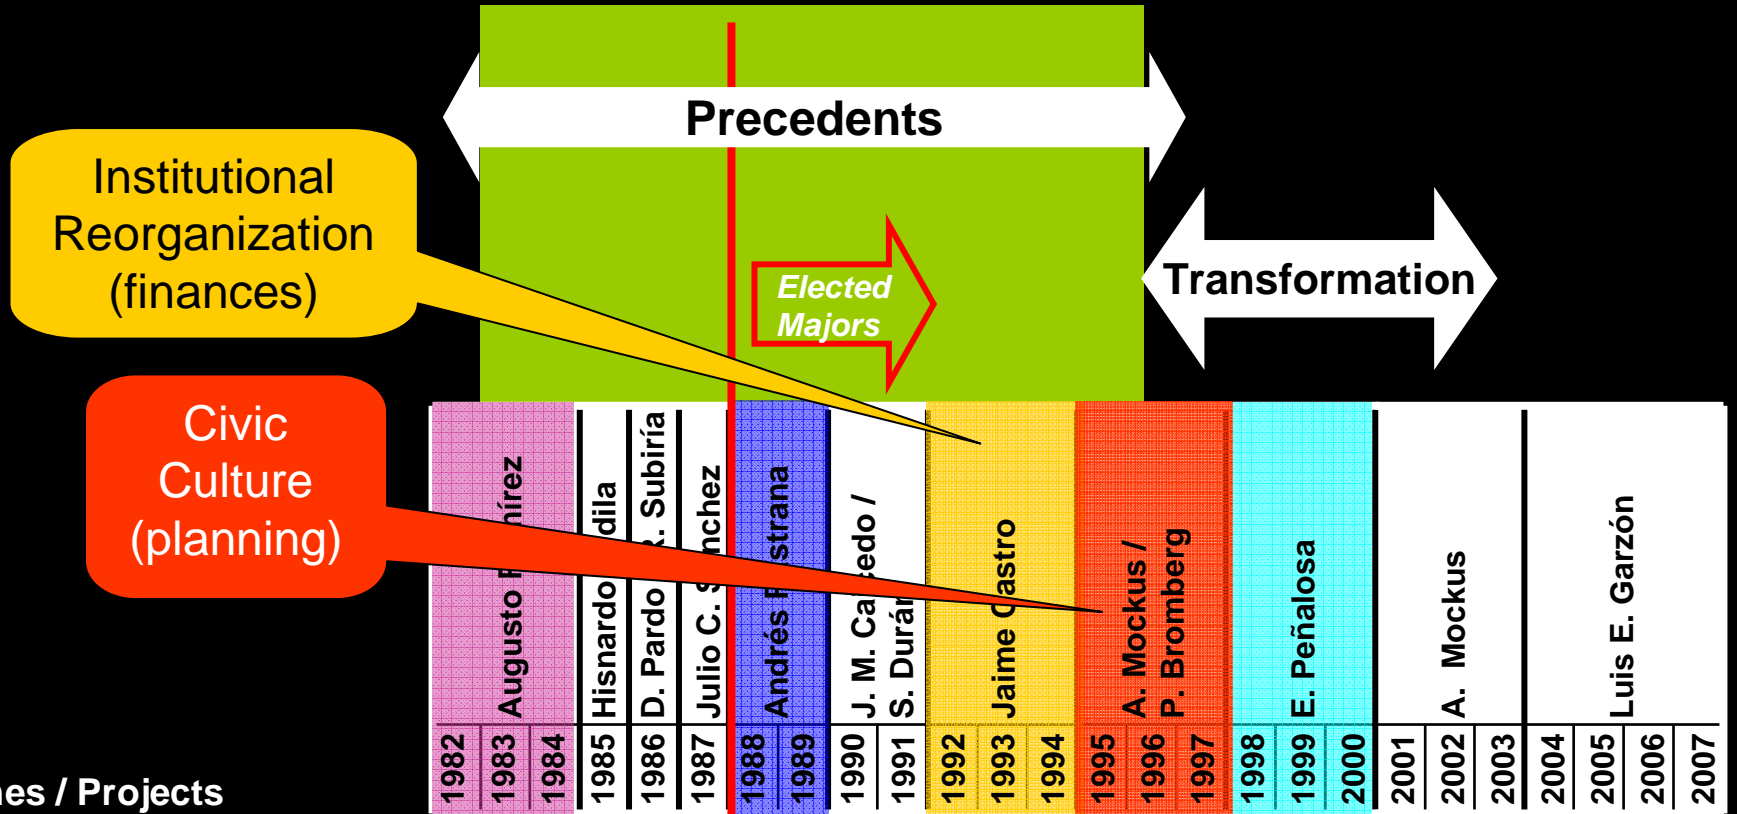 Precedents
Institutional
Reorganization
(finances)
Elected
Majors
Transformation
Civic
Culture
(planning)
Augusto
Hisnardo
D. Pardo R. Subiría
Julio C.
Andrés
J. M.
S. Durán
Jaime Castro
A. Mockus /
P. Bromberg
E. Peñalosa
A. Mockus
Luis E. Garzón
1982
1983
1984
1985
1986
1987
1988
1989
1990
1991
1992
1993
1994
1995
1996
1997
1998
1999
2000
2001
2002
2003
2004
2005
2006
2007
/ Projects